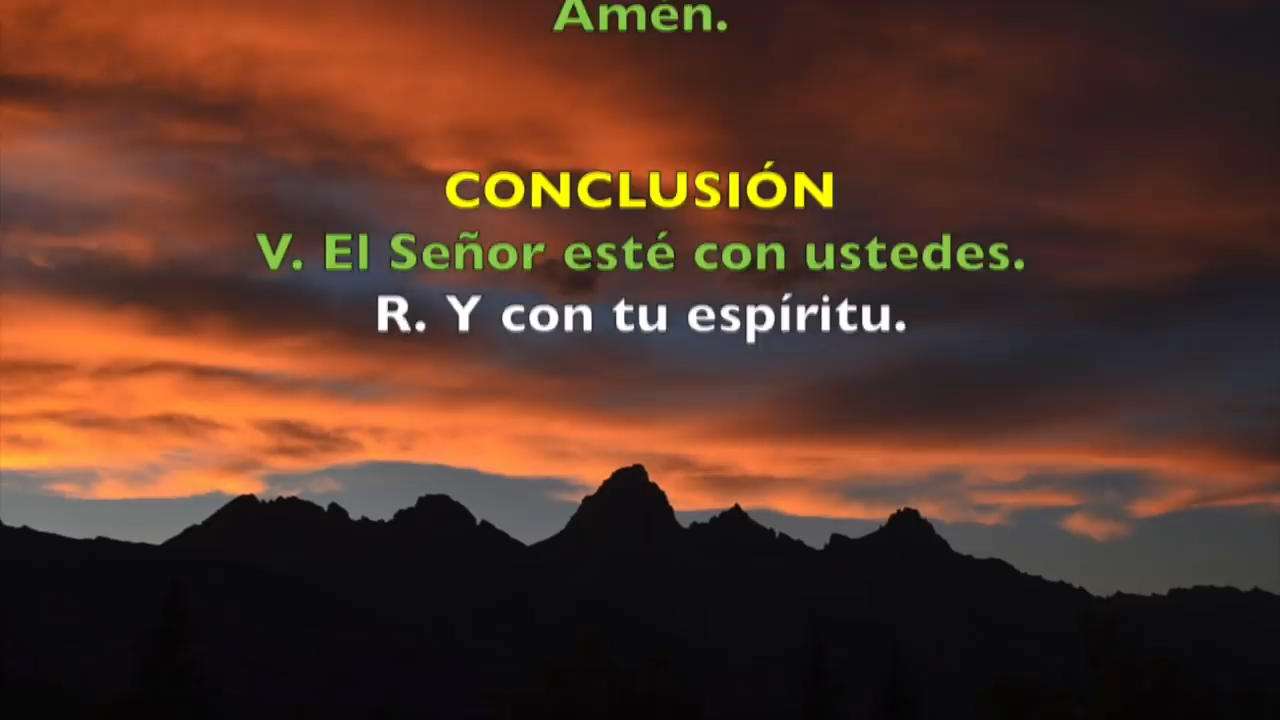 Amén.
CONCLUSIÓN
V. El Señor esté con ustedes.
R. Y con tu espíritu.